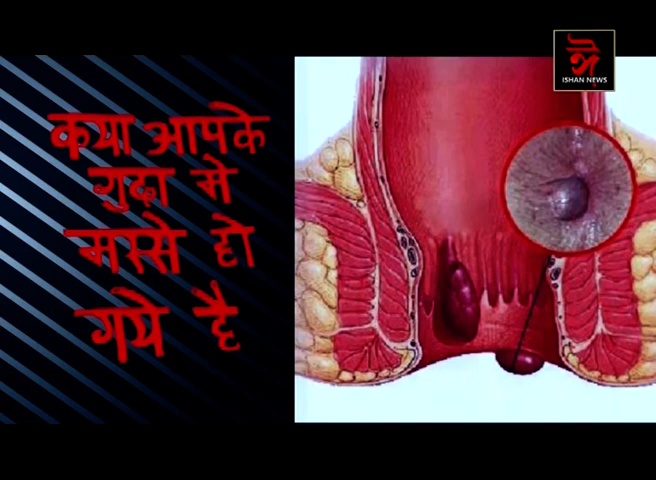 क्या आपके
गुदा मे
मस्से हो
गये है
ई
ISHAN NEWS